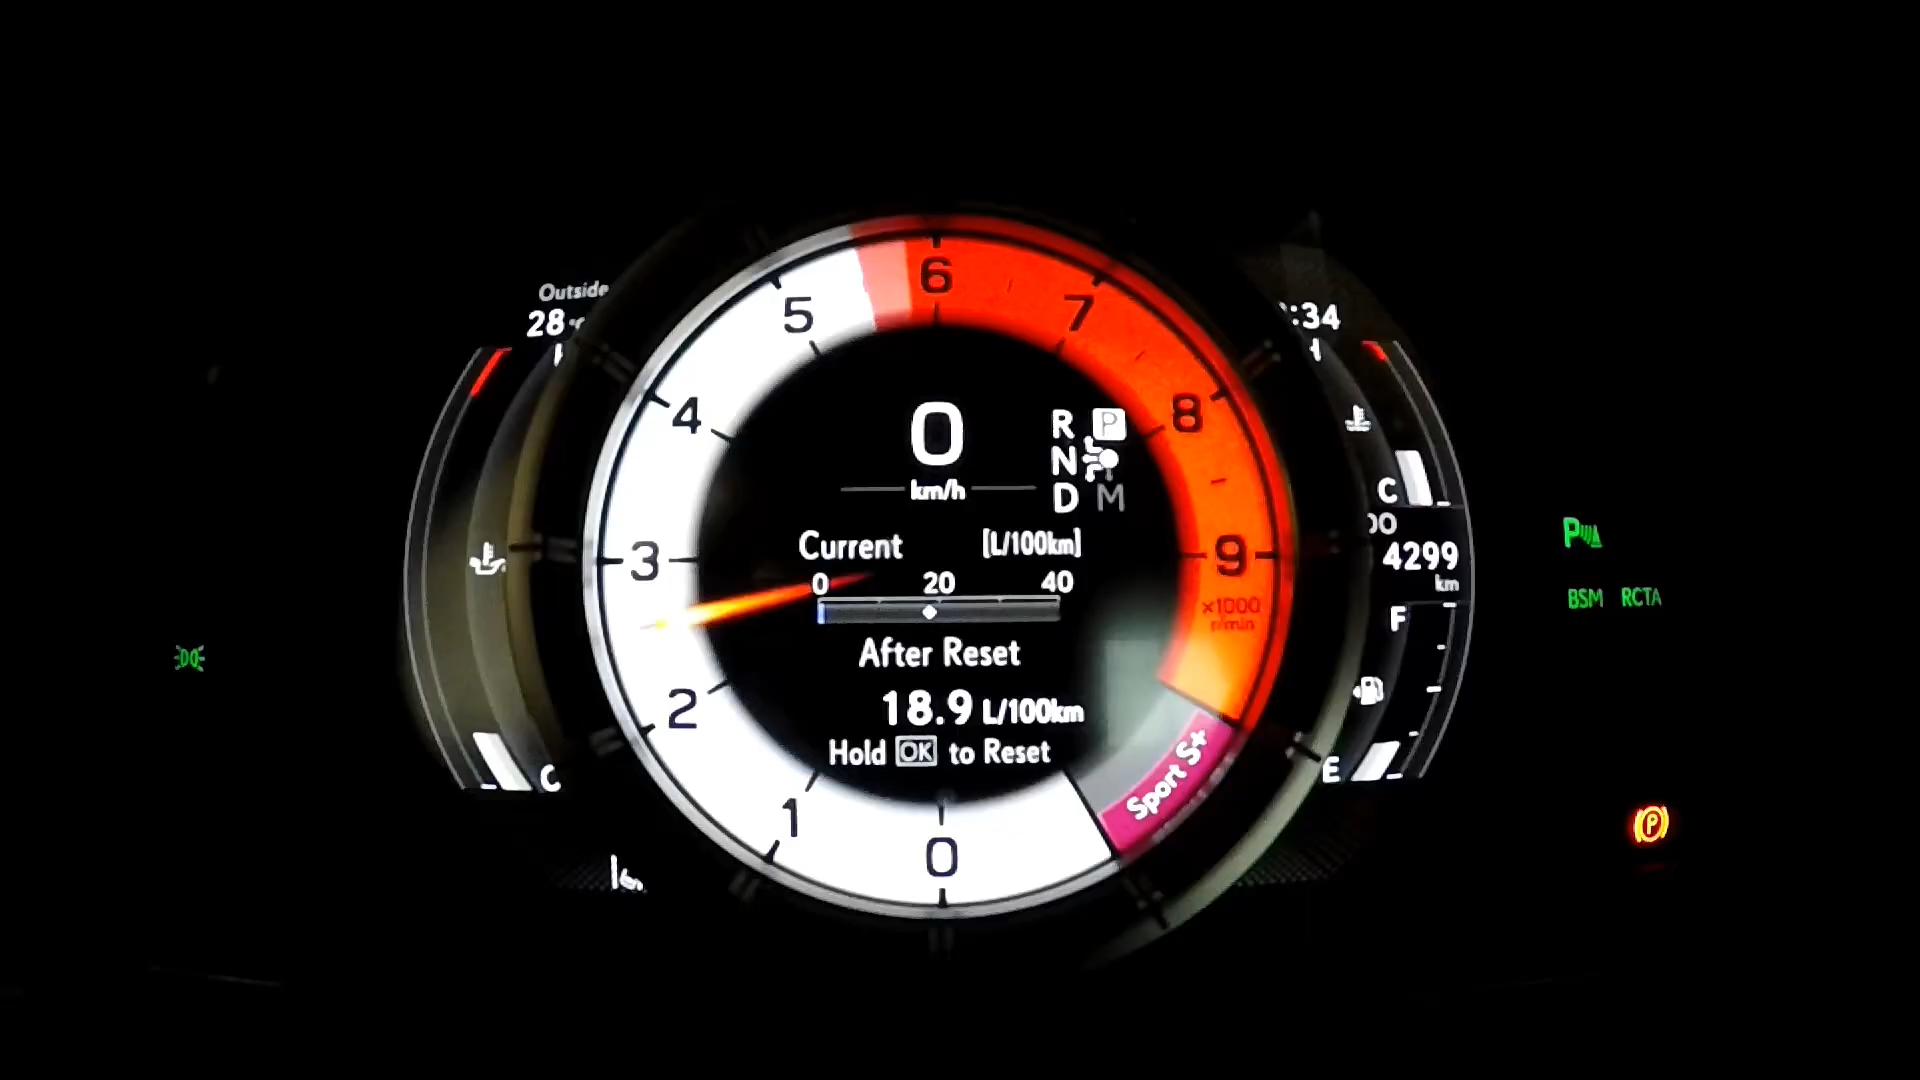 Outside
28
:34
6
5
7
4
8
0
km/h
R P
N
D M
3
9
C
4299
km
Current [L/100km]
0 20 40
×1000
r/min
F
P
BSM RCTA
After Reset
18.9 L/100km
Hold OK to Reset
2
Sport S+
C
E
1
0
P